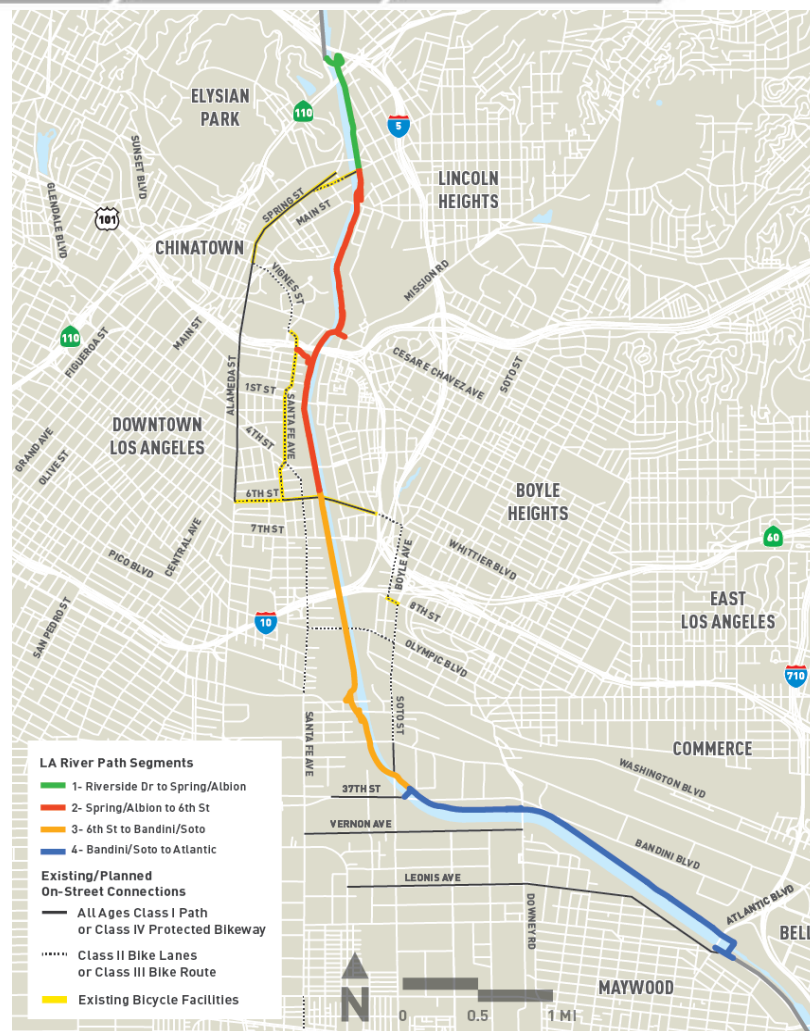 ELYSIAN
PARK
110
5
SUNSET BLVD
GLENDALE BLVD
LINCOLN
HEIGHTS
101
SPRING ST
MAIN ST
CHINATOWN
VIGNES ST
MISSION RD
110
FIGUEROA ST
MAIN ST
CESAR E CHAVEZ AVE
SOTO ST
ALAMEDA ST
1ST ST
SANTA FE AVE
DOWNTOWN
LOS ANGELES
GRAND AVE
OLIVE ST
4TH ST
6TH ST
BOYLE
HEIGHTS
7TH ST
CENTRAL AVE
PICO BLVD
BOYLE AVE
WHITTIER BLVD
60
SAN PEDRO ST
10
8TH ST
EAST
LOS ANGELES
OLYMPIC BLVD
710
SANTA FE AVE
SOTO ST
COMMERCE
WASHINGTON BLVD
37TH ST
VERNON AVE
BANDINI BLVD
LEONIS AVE
DOWNEY RD
ATLANTIC BLVD
BELL
MAYWOOD
LA River Path Segments
1- Riverside Dr to Spring/Albion
2- Spring/Albion to 6th St
3- 6th St to Bandini/Soto
4- Bandini/Soto to Atlantic
Existing/Planned
On-Street Connections
All Ages Class I Path
or Class IV Protected Bikeway
Class II Bike Lanes
or Class III Bike Route
Existing Bicycle Facilities
N
0 0.5 1 MI